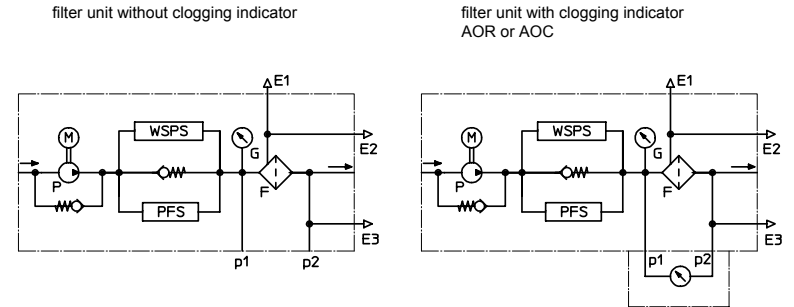 filter unit without clogging indicator
filter unit with clogging indicator
AOR or AOC
E1
M
WSPS
G
E2
P
F
PFS
E3
p1
p2
E1
M
WSPS
G
E2
P
F
PFS
E3
p1
p2